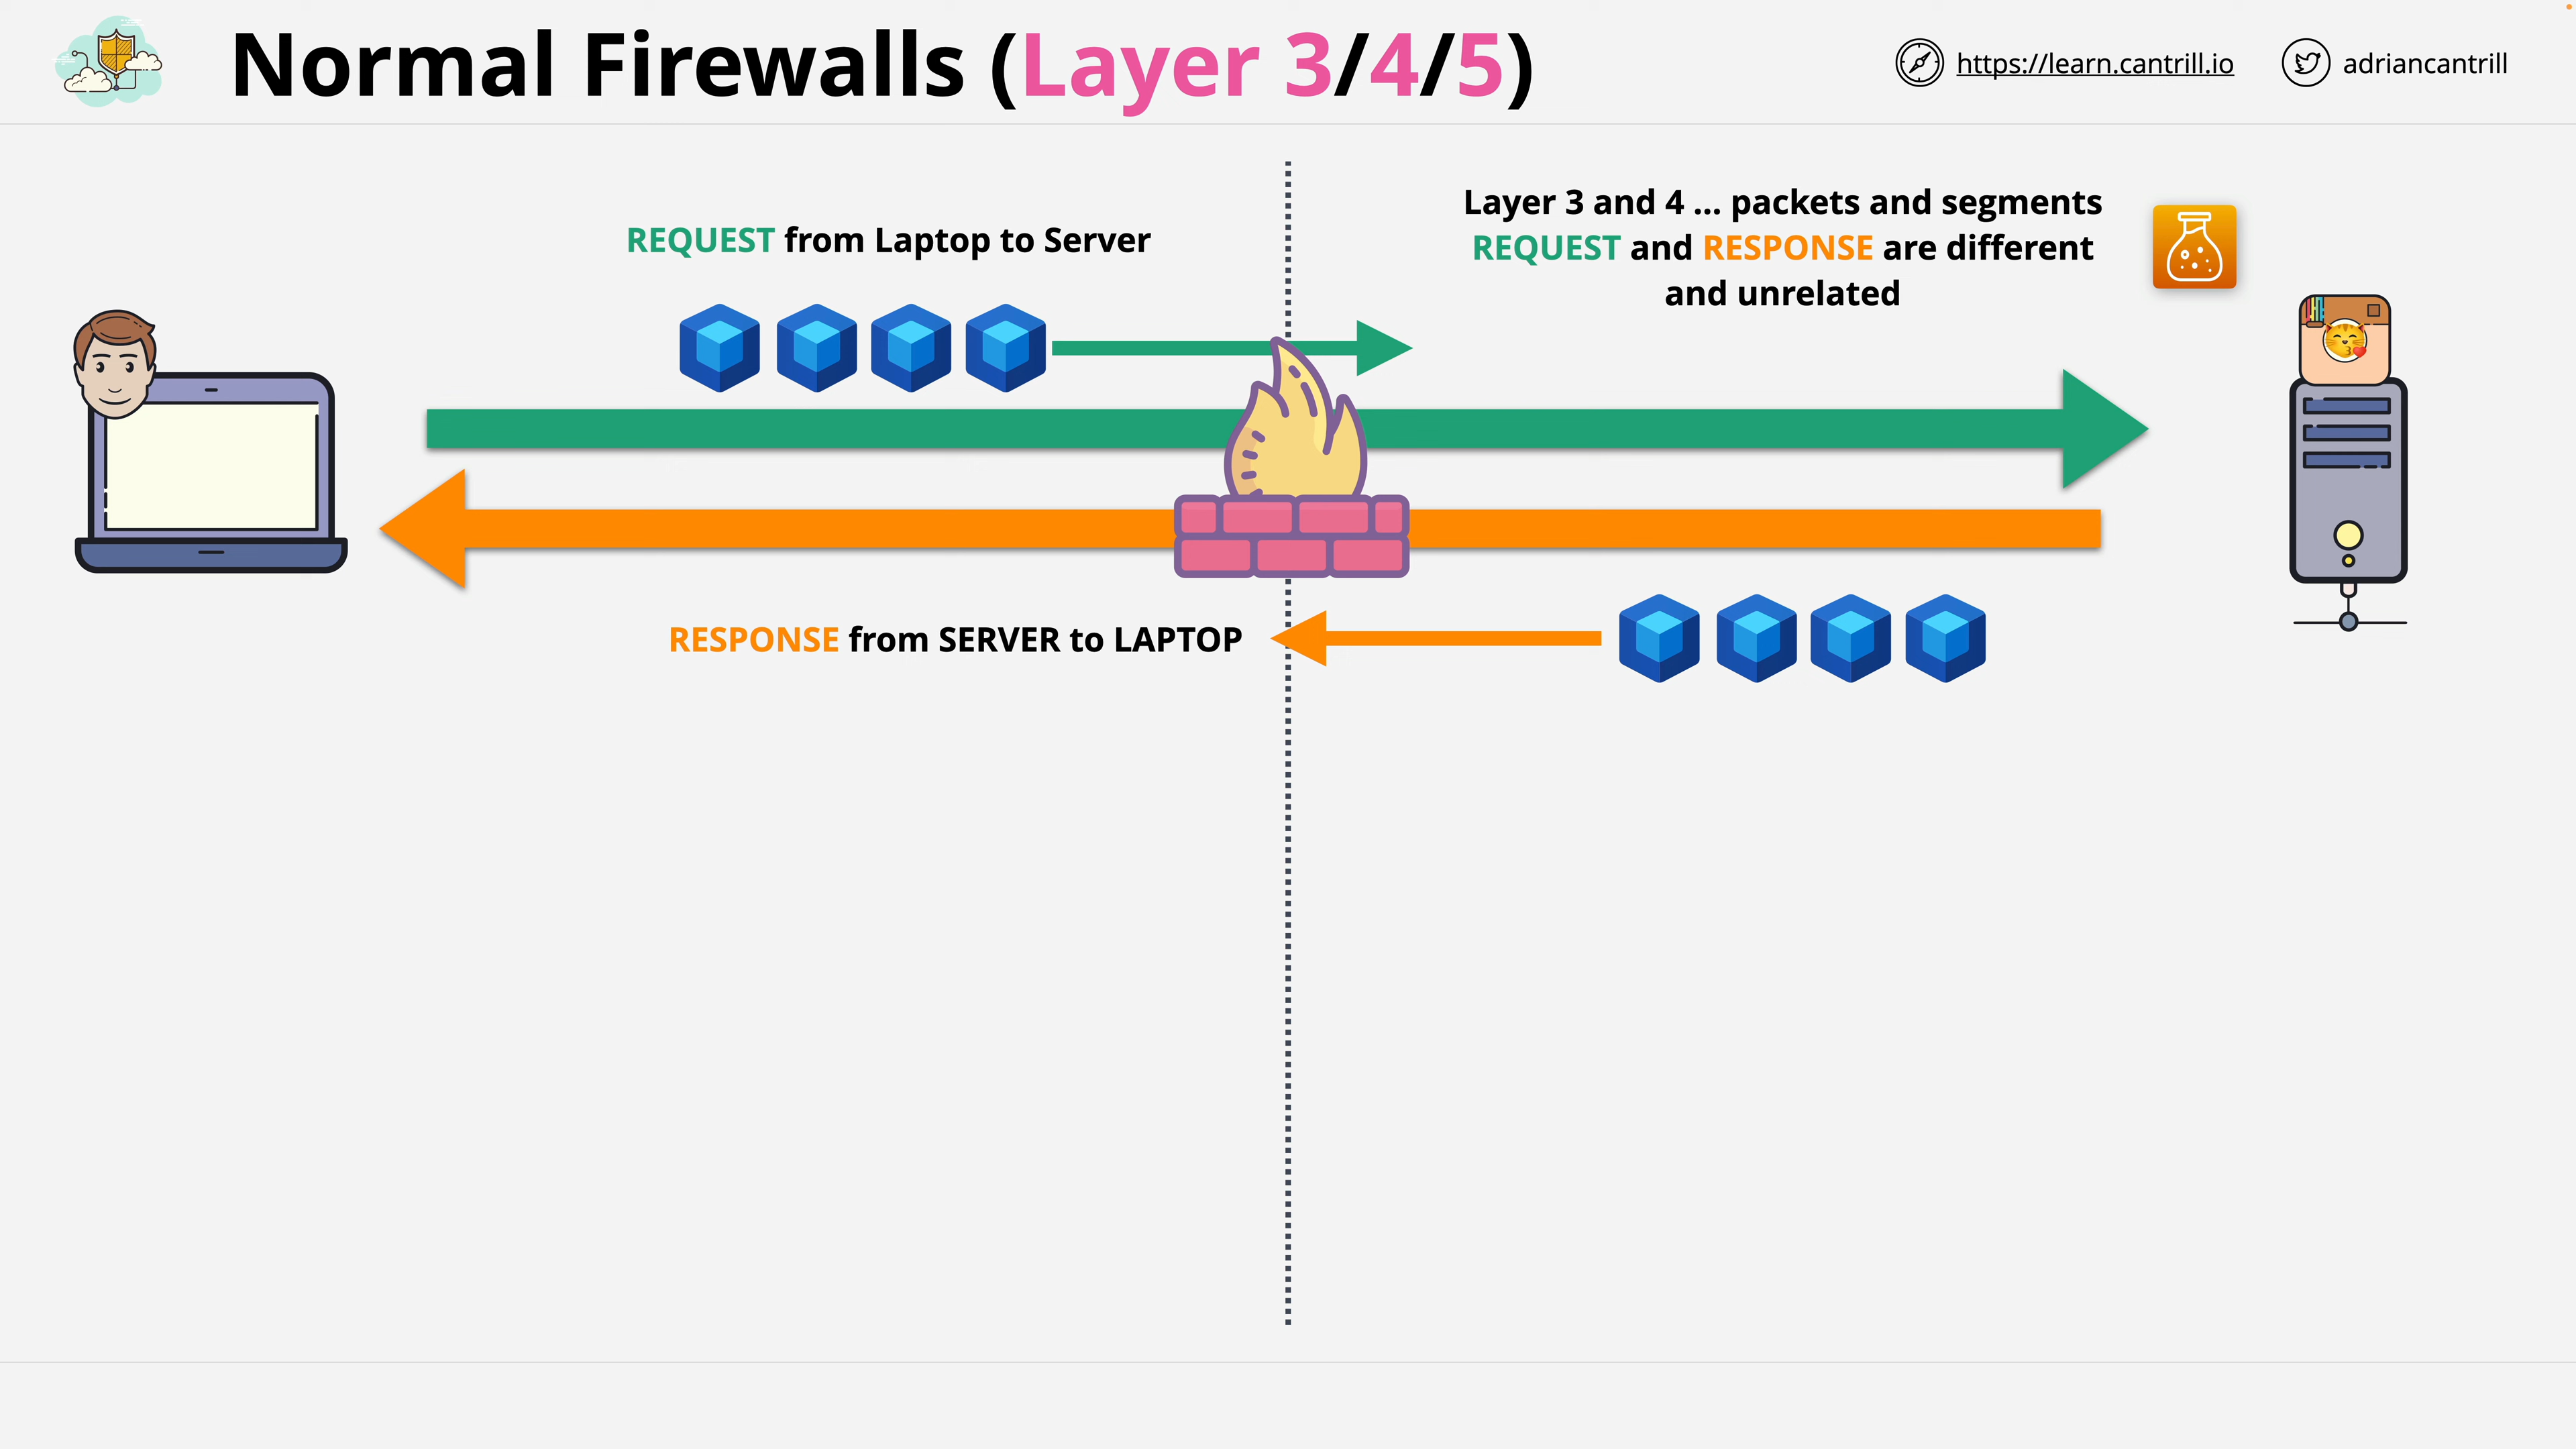 Normal Firewalls (Layer 3/4/5)
https://learn.cantrill.io
adriancantrill
REQUEST from Laptop to Server
Layer 3 and 4 ... packets and segments
REQUEST and RESPONSE are different
and unrelated
RESPONSE from SERVER to LAPTOP